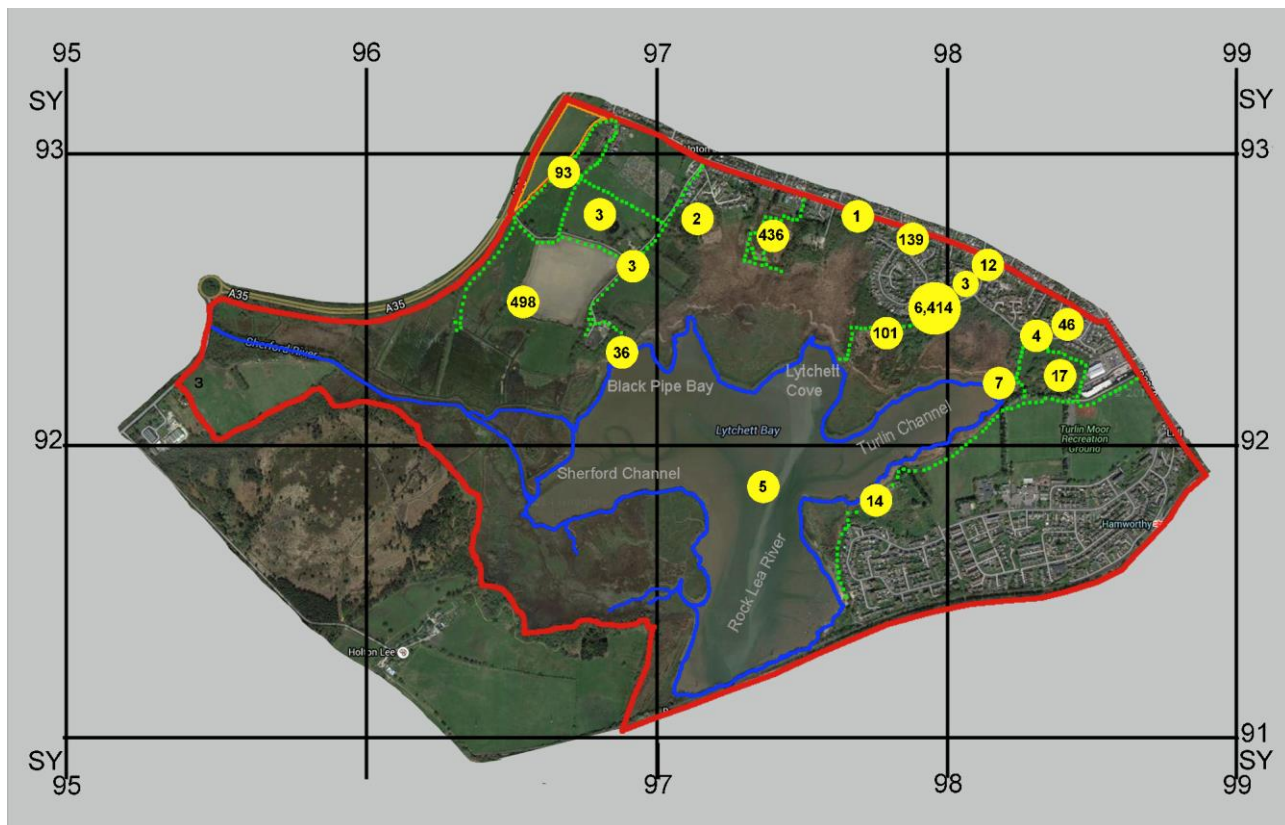 95 96 97 98 99
SY SY
93 93
93
3
2
436
1
139
12
3
6,414
498
3
101
4
46
A35
A35
Sherford River
36
Black Pipe Bay
Lytchett
Cove
7
17
3
92 92
Lytchett Bay
Turlin Channel
Turlin Moor
Recreation
Ground
Sherford Channel
5
14
Hamworthy
Rock Lea River
Holton Lee
91
SY SY
95 96 97 98 99